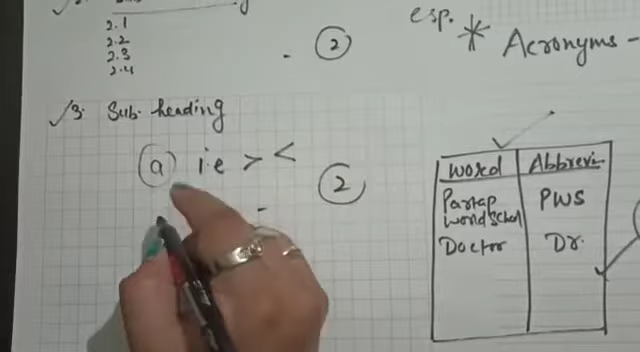 2.1
2.2
2.3
2.4
②
esp.
* Acronyms -
✓3. Sub. heading
(a) i.e > <
②
Word | Abbrevi.
Partap World School | PWS
Doctor | Dr.